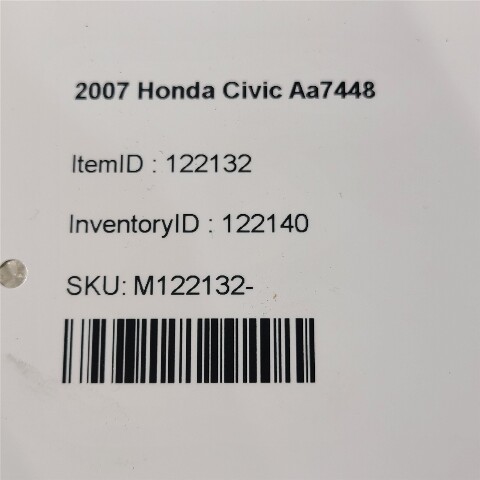 2007 Honda Civic Aa7448
ItemID : 122132
InventoryID : 122140
SKU: M122132-